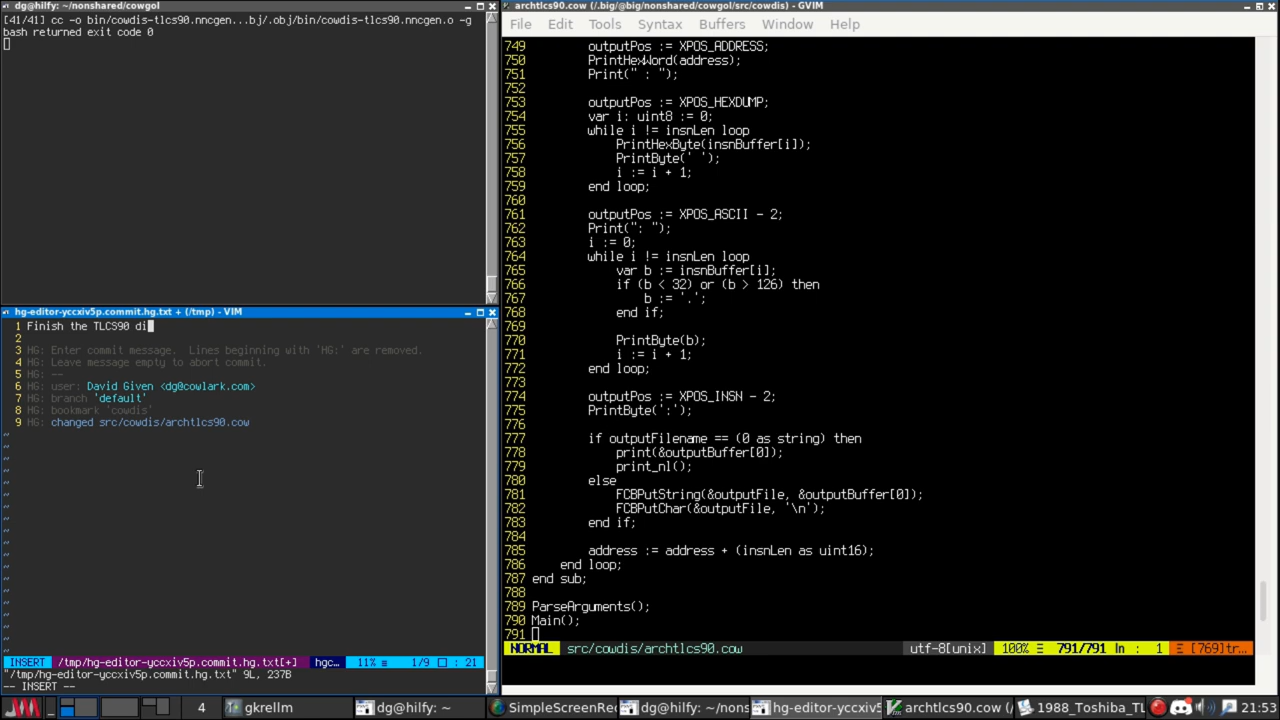 dg@hilfy: ~/nonshared/cowgol
[41/41] cc -o bin/cowdis-tlcs90.nncgen...bj/.obj/bin/cowdis-tlcs90.nncgen.o -g
bash returned exit code 0
hg-editor-yccxiv5p.commit.hg.txt + (/tmp) - VIM
1 Finish the TLCS90 di
2
3 HG: Enter commit message.  Lines beginning with 'HG:' are removed.
4 HG: Leave message empty to abort commit.
5 HG: --
6 HG: user: David Given <dg@cowlark.com>
7 HG: branch 'default'
8 HG: bookmark 'cowdis'
9 HG: changed src/cowdis/archtlcs90.cow
INSERT /tmp/hg-editor-yccxiv5p.commit.hg.txt[+] hgc… 11% ≡ 1/9 : 21
"/tmp/hg-editor-yccxiv5p.commit.hg.txt" 9L, 237B
-- INSERT --
archtlcs90.cow (/.big/@big/nonshared/cowgol/src/cowdis) - GVIM
File Edit Tools Syntax Buffers Window Help
749 outputPos := XPOS_ADDRESS;
750 PrintHexWord(address);
751 Print(" : ");
752
753 outputPos := XPOS_HEXDUMP;
754 var i: uint8 := 0;
755 while i != insnLen loop
756 PrintHexByte(insnBuffer[i]);
757 PrintByte(' ');
758 i := i + 1;
759 end loop;
760
761 outputPos := XPOS_ASCII - 2;
762 Print(": ");
763 i := 0;
764 while i != insnLen loop
765 var b := insnBuffer[i];
766 if (b < 32) or (b > 126) then
767 b := '.';
768 end if;
769
770 PrintByte(b);
771 i := i + 1;
772 end loop;
773
774 outputPos := XPOS_INSN - 2;
775 PrintByte(':');
776
777 if outputFilename == (0 as string) then
778 print(&outputBuffer[0]);
779 print_nl();
780 else
781 FCBPutString(&outputFile, &outputBuffer[0]);
782 FCBPutChar(&outputFile, '\n');
783 end if;
784
785 address := address + (insnLen as uint16);
786 end loop;
787 end sub;
788
789 ParseArguments();
790 Main();
791
NORMAL src/cowdis/archtlcs90.cow utf-8[unix] 100% ≡ 791/791 ln : 1 Ξ [769]tr…
4 gkrellm dg@hilfy: ~ SimpleScreenRec dg@hilfy: ~/nons hg-editor-yccxiv5 archtlcs90.cow (/ 1988_Toshiba_TL 21:53